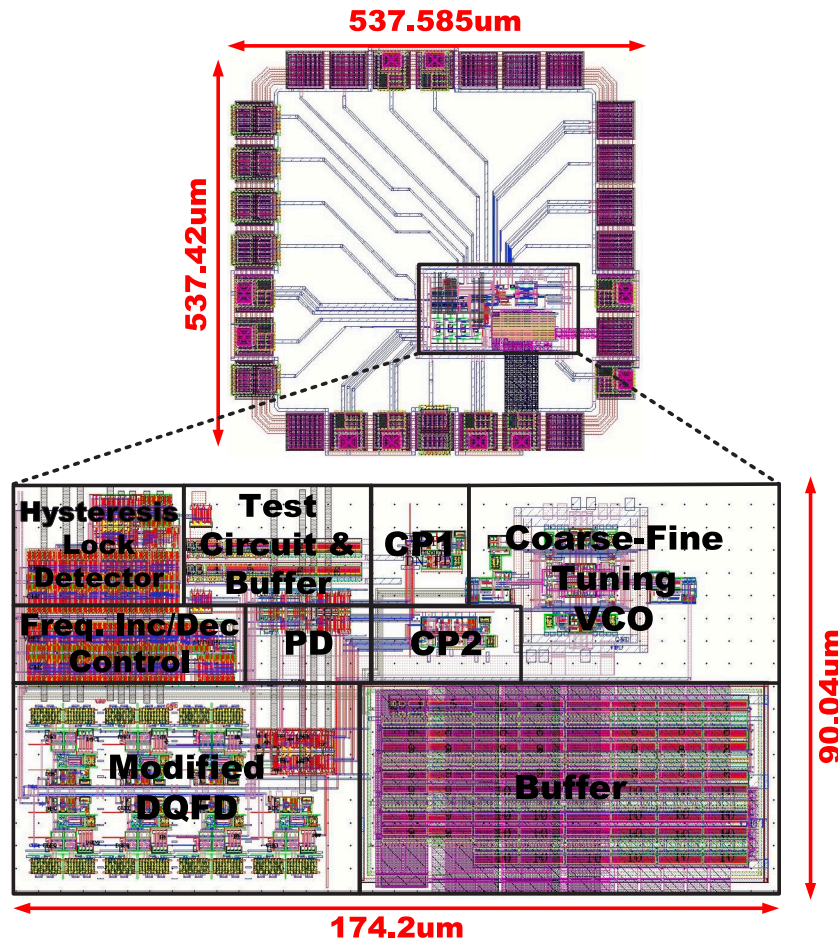 537.585um
537.42um
Hysteresis
Lock
Detector
Test
Circuit &
Buffer
CP1
Coarse-Fine
Tuning
VCO
Freq. Inc/Dec
Control
PD
CP2
90.04um
Modified
DQFD
Buffer
174.2um